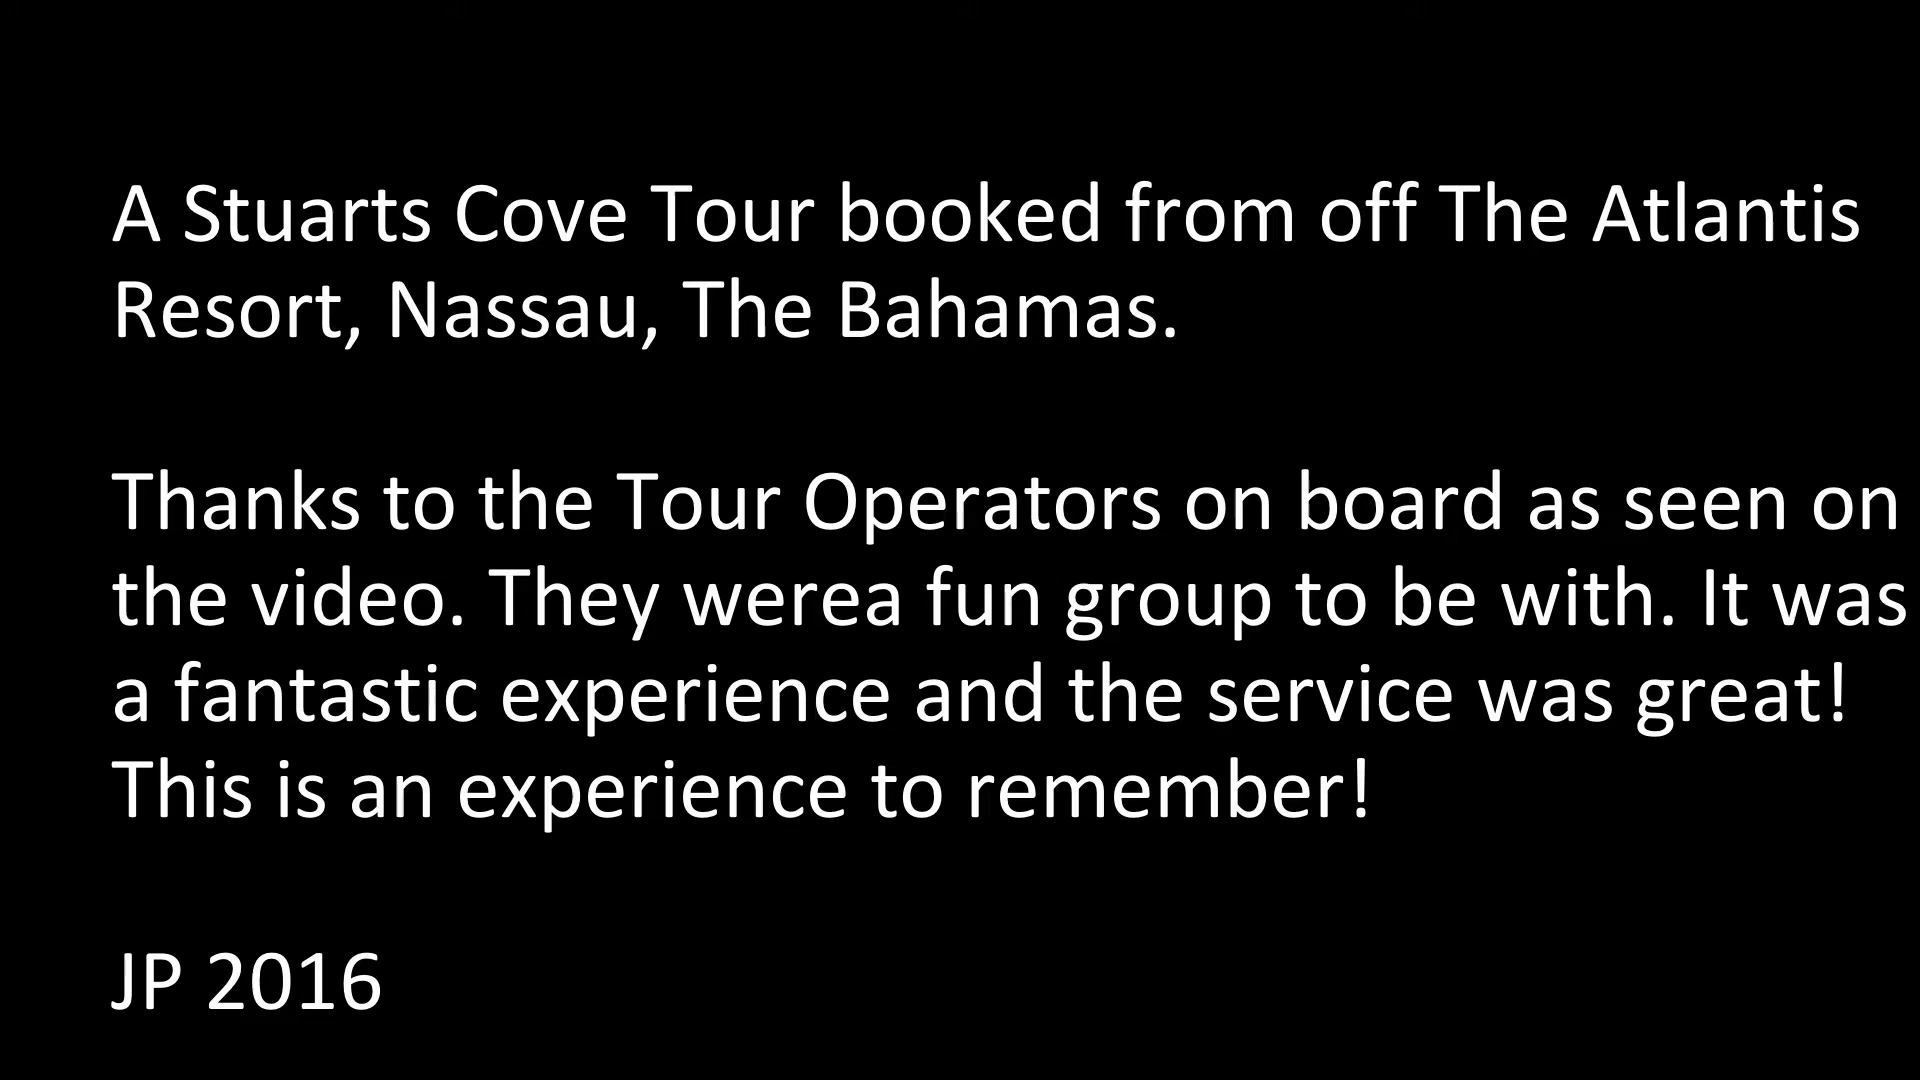 A Stuarts Cove Tour booked from off The Atlantis
Resort, Nassau, The Bahamas.
Thanks to the Tour Operators on board as seen on
the video. They werea fun group to be with. It was
a fantastic experience and the service was great!
This is an experience to remember!
JP 2016